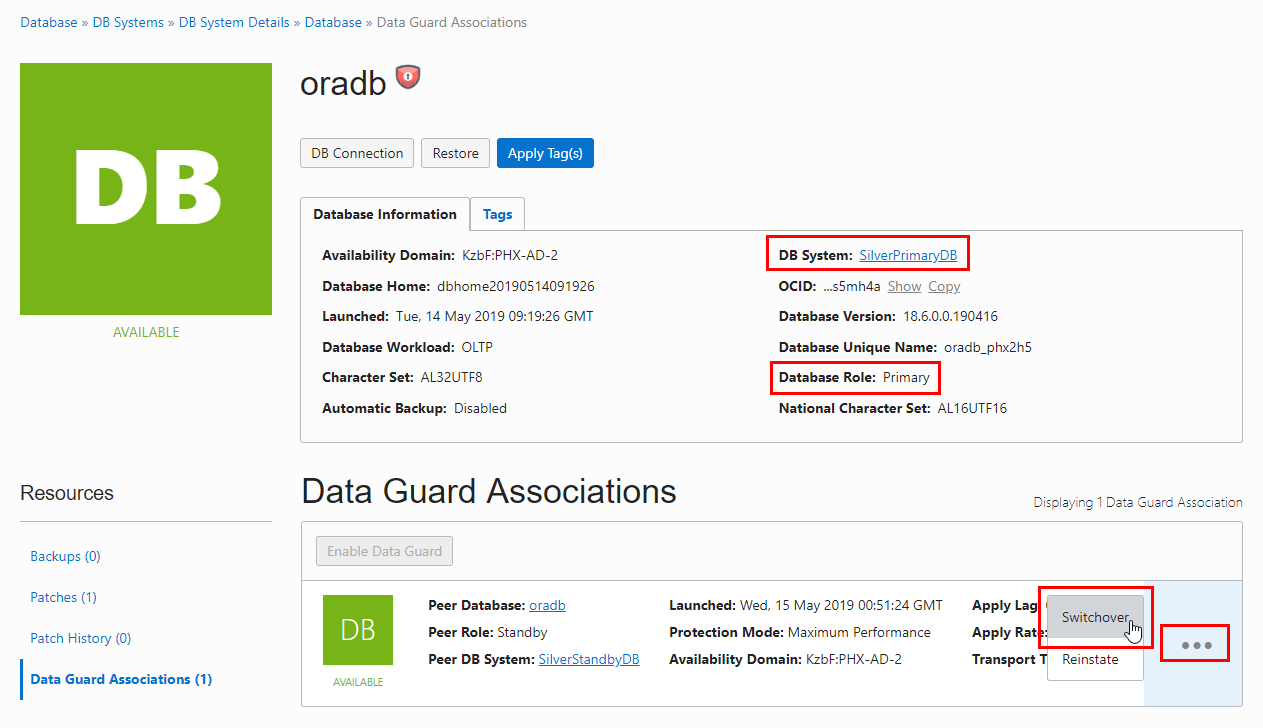 Database » DB Systems » DB System Details » Database » Data Guard Associations
DB
AVAILABLE
oradb
DB Connection Restore Apply Tag(s)
Database Information Tags
Availability Domain: KzbF:PHX-AD-2
Database Home: dbhome20190514091926
Launched: Tue, 14 May 2019 09:19:26 GMT
Database Workload: OLTP
Character Set: AL32UTF8
Automatic Backup: Disabled
DB System: SilverPrimaryDB
OCID: ...s5mh4a Show Copy
Database Version: 18.6.0.0.190416
Database Unique Name: oradb_phx2h5
Database Role: Primary
National Character Set: AL16UTF16
Resources
Backups (0)
Patches (1)
Patch History (0)
Data Guard Associations (1)
Data Guard Associations
Displaying 1 Data Guard Association
Enable Data Guard
DB
AVAILABLE
Peer Database: oradb
Peer Role: Standby
Peer DB System: SilverStandbyDB
Launched: Wed, 15 May 2019 00:51:24 GMT
Protection Mode: Maximum Performance
Availability Domain: KzbF:PHX-AD-2
Apply Lag
Apply Rate:
Transport T
Switchover
Reinstate